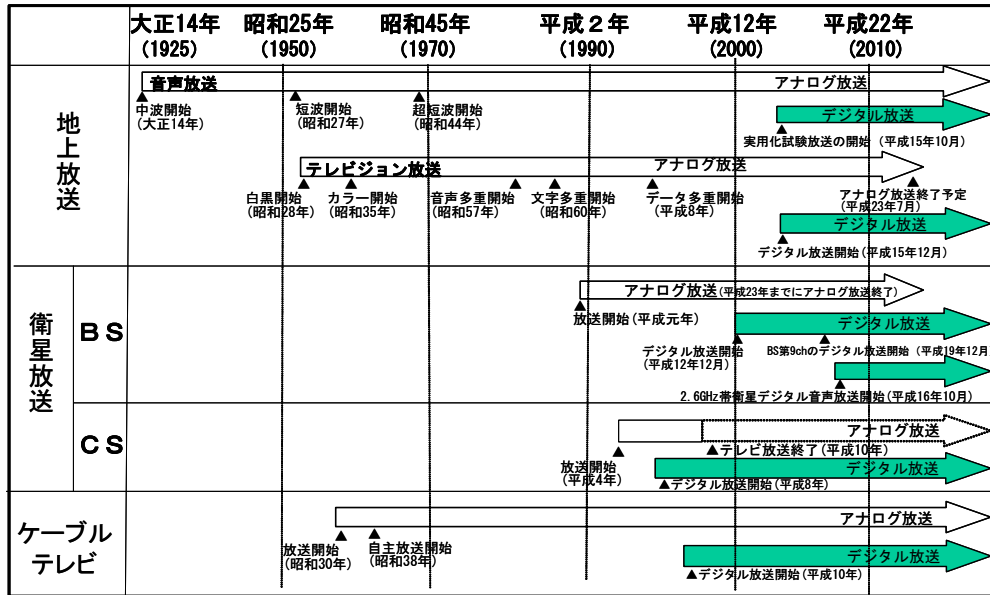 大正14年 昭和25年 昭和45年 平成２年 平成12年 平成22年
(1925) (1950) (1970) (1990) (2000) (2010)
地上放送
音声放送
アナログ放送
中波開始
(大正14年)
短波開始
(昭和27年)
超短波開始
(昭和44年)
デジタル放送
実用化試験放送の開始 (平成15年10月)
テレビジョン放送
アナログ放送
白黒開始
(昭和28年)
カラー開始
(昭和35年)
音声多重開始
(昭和57年)
文字多重開始
(昭和60年)
データ多重開始
(平成8年)
アナログ放送終了予定
(平成23年7月)
デジタル放送
デジタル放送開始 (平成15年12月)
衛星放送
ＢＳ
アナログ放送(平成23年までにアナログ放送終了)
放送開始(平成元年)
デジタル放送
デジタル放送開始
(平成12年12月)
BS第9chのデジタル放送開始 (平成19年12月)
2.6GHz帯衛星デジタル音声放送開始(平成16年10月)
ＣＳ
アナログ放送
放送開始
(平成4年)
テレビ放送終了(平成10年)
デジタル放送
デジタル放送開始(平成8年)
ケーブル
テレビ
アナログ放送
放送開始
(昭和30年)
自主放送開始
(昭和38年)
デジタル放送
デジタル放送開始(平成10年)